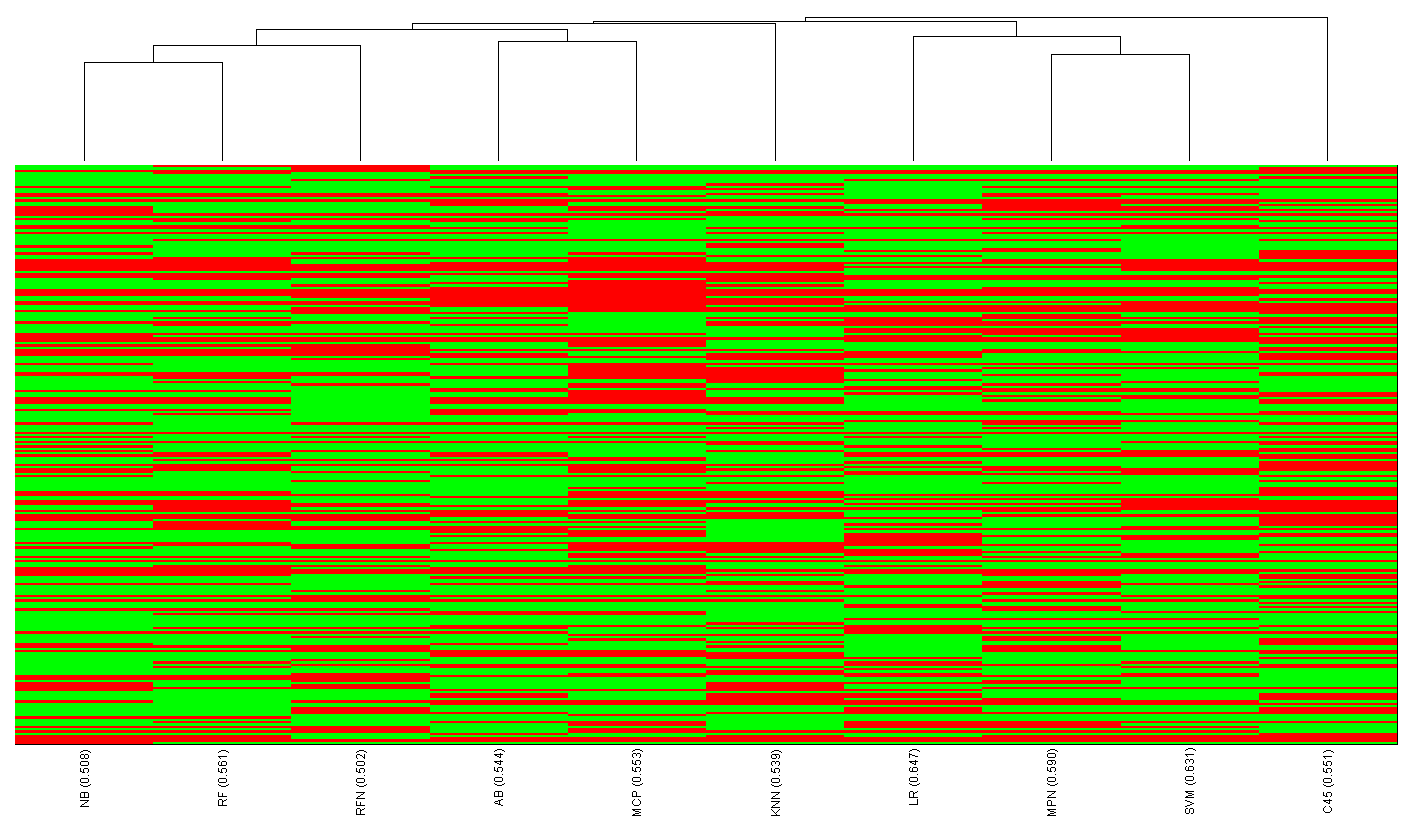 NB (0.508)
RF (0.561)
RFN (0.502)
AB (0.544)
MCP (0.553)
KNN (0.539)
LR (0.647)
MPN (0.590)
SVM (0.631)
C45 (0.551)